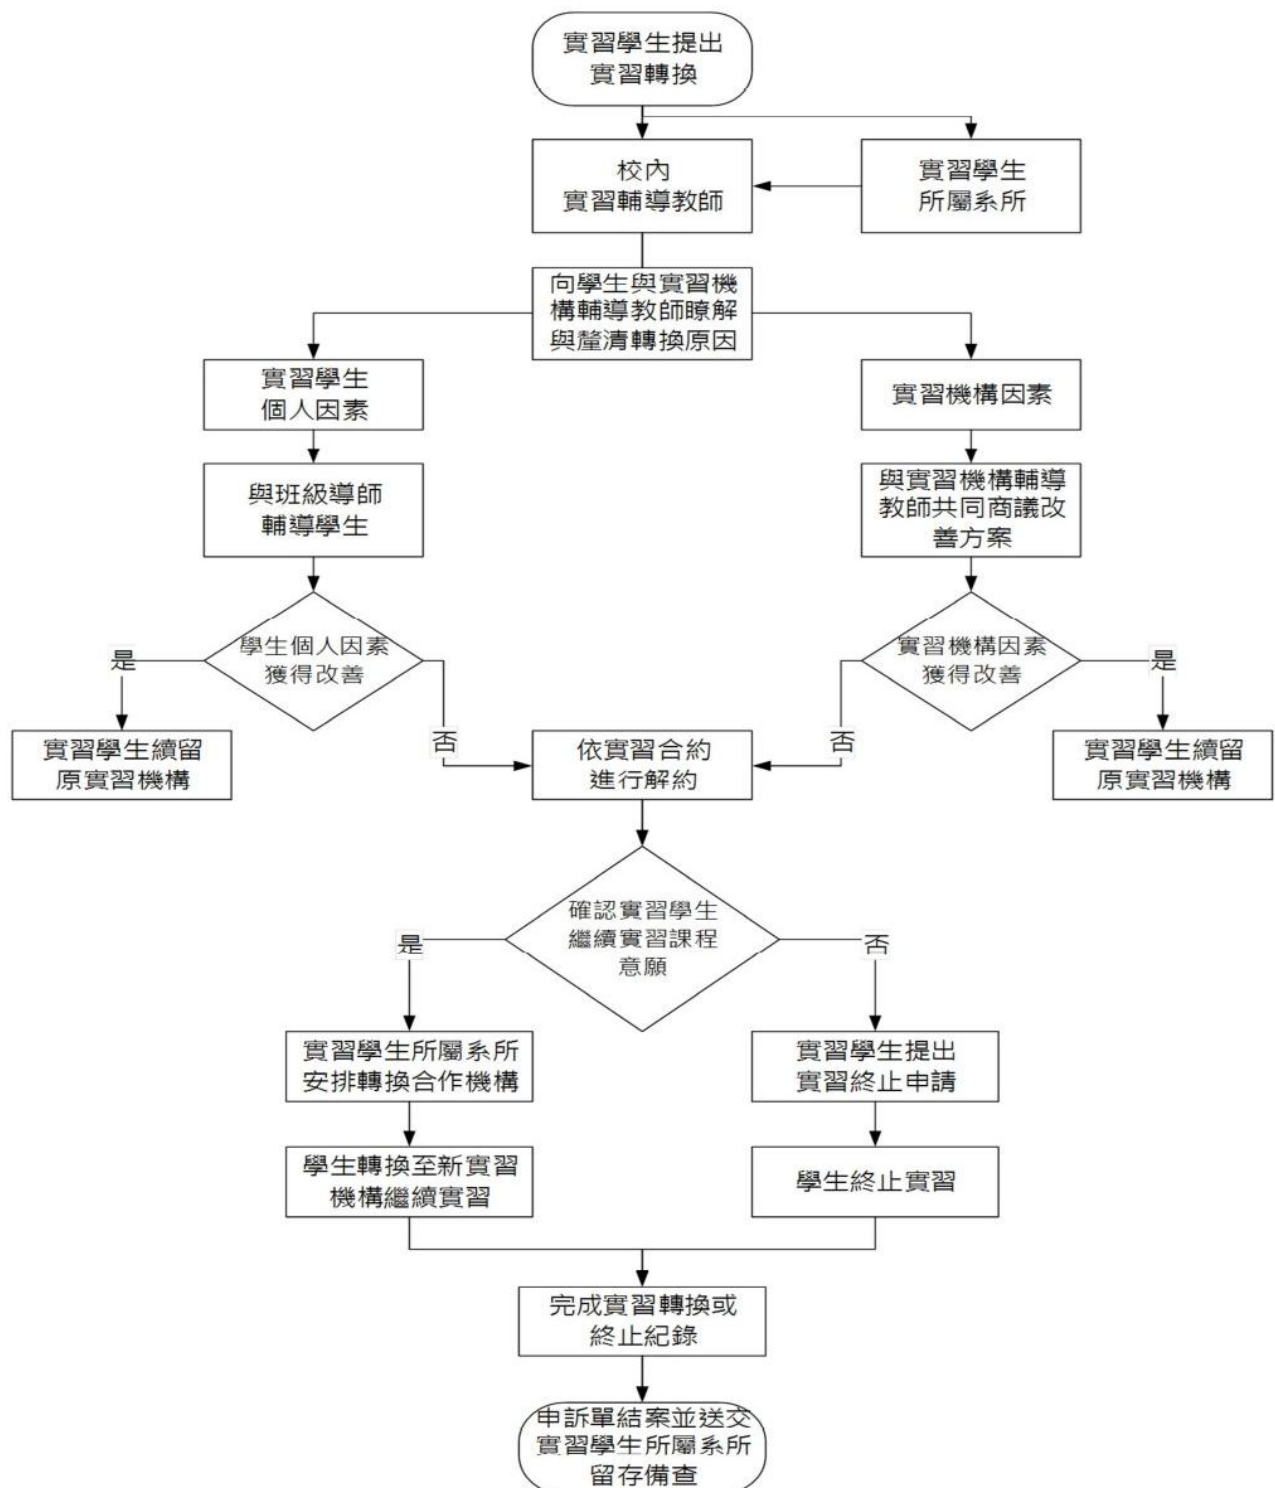 實習學生提出
實習轉換
校內
實習輔導教師
實習學生
所屬系所
向學生與實習機
構輔導教師瞭解
與釐清轉換原因
實習學生
個人因素
實習機構因素
與班級導師
輔導學生
與實習機構輔導
教師共同商議改
善方案
學生個人因素
獲得改善
實習機構因素
獲得改善
是
否
否
是
實習學生續留
原實習機構
依實習合約
進行解約
實習學生續留
原實習機構
確認實習學生
繼續實習課程
意願
是
否
實習學生所屬系所
安排轉換合作機構
實習學生提出
實習終止申請
學生轉換至新實習
機構繼續實習
學生終止實習
完成實習轉換或
終止紀錄
申訴單結案並送交
實習學生所屬系所
留存備查